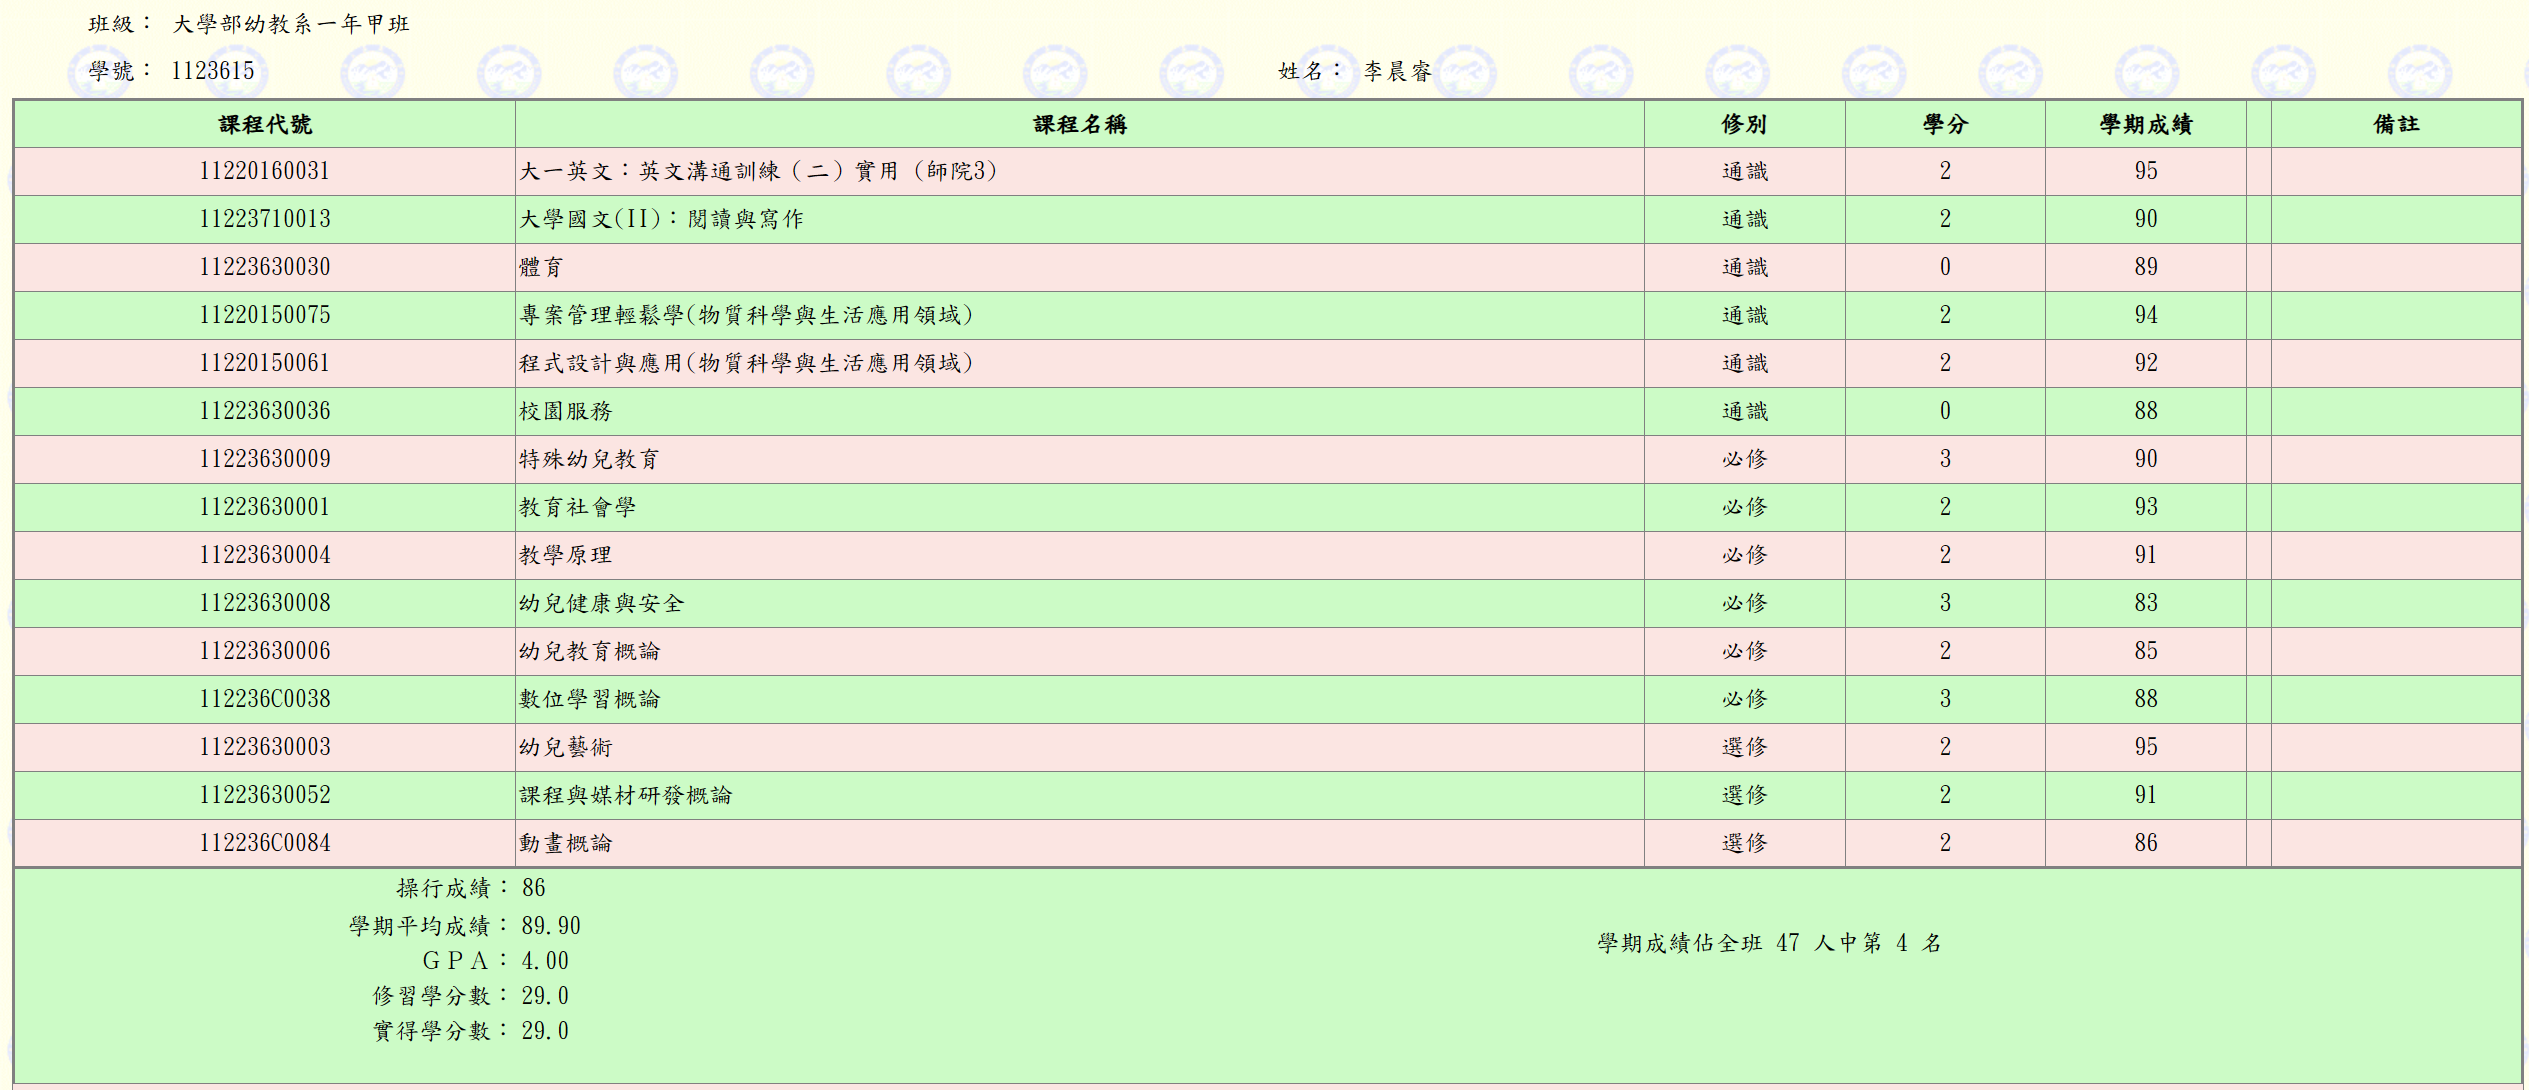 班級： 大學部幼教系一年甲班
學號： 1123615 姓名： 李晨睿
課程代號 課程名稱 修別 學分 學期成績 備註
11220160031 大一英文：英文溝通訓練（二）實用（師院3） 通識 2 95
11223710013 大學國文(II)：閱讀與寫作 通識 2 90
11223630030 體育 通識 0 89
11220150075 專案管理輕鬆學(物質科學與生活應用領域) 通識 2 94
11220150061 程式設計與應用(物質科學與生活應用領域) 通識 2 92
11223630036 校園服務 通識 0 88
11223630009 特殊幼兒教育 必修 3 90
11223630001 教育社會學 必修 2 93
11223630004 教學原理 必修 2 91
11223630008 幼兒健康與安全 必修 3 83
11223630006 幼兒教育概論 必修 2 85
112236C0038 數位學習概論 必修 3 88
11223630003 幼兒藝術 選修 2 95
11223630052 課程與媒材研發概論 選修 2 91
112236C0084 動畫概論 選修 2 86
操行成績： 86
學期平均成績： 89.90
學期成績佔全班 47 人中第 4 名
ＧＰＡ： 4.00
修習學分數： 29.0
實得學分數： 29.0